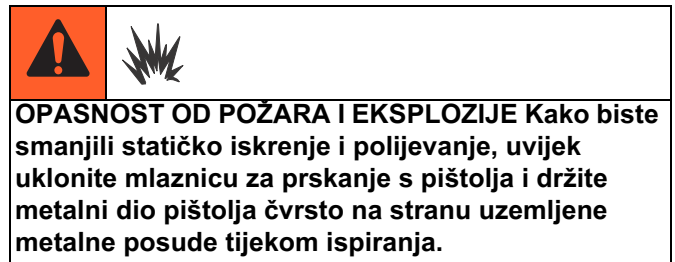 OPASNOST OD POŽARA I EKSPLOZIJE Kako biste
smanjili statičko iskrenje i polijevanje, uvijek
uklonite mlaznicu za prskanje s pištolja i držite
metalni dio pištolja čvrsto na stranu uzemljene
metalne posude tijekom ispiranja.